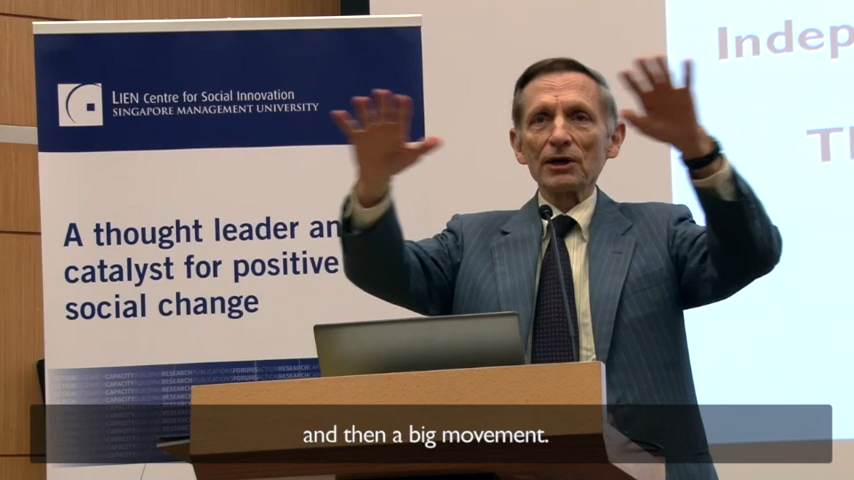 LIEN Centre for Social Innovation
SINGAPORE MANAGEMENT UNIVERSITY
A thought leader an
catalyst for positive
social change
Indep
Th
and then a big movement.